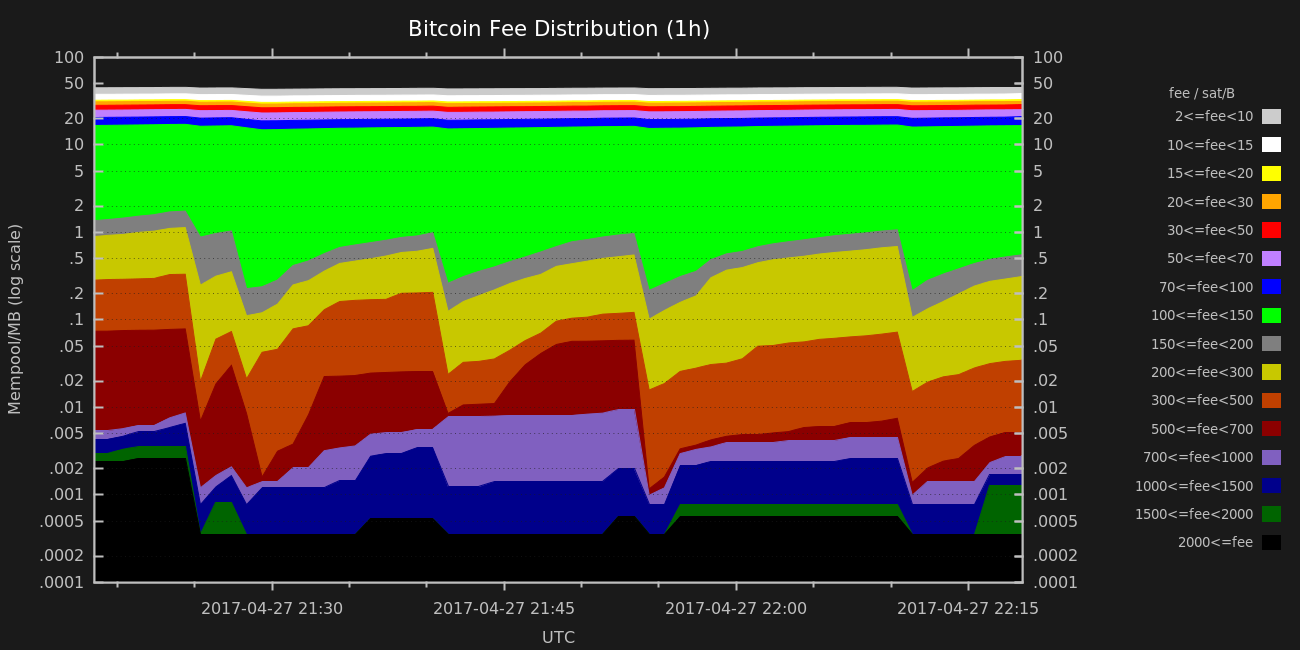 Bitcoin Fee Distribution (1h)
100
50
20
10
5
2
1
.5
.2
.1
.05
.02
.01
.005
.002
.001
.0005
.0002
.0001
Mempool/MB (log scale)
100
50
20
10
5
2
1
.5
.2
.1
.05
.02
.01
.005
.002
.001
.0005
.0002
.0001
2017-04-27 21:30
2017-04-27 21:45
2017-04-27 22:00
2017-04-27 22:15
UTC
fee / sat/B
2<=fee<10
10<=fee<15
15<=fee<20
20<=fee<30
30<=fee<50
50<=fee<70
70<=fee<100
100<=fee<150
150<=fee<200
200<=fee<300
300<=fee<500
500<=fee<700
700<=fee<1000
1000<=fee<1500
1500<=fee<2000
2000<=fee